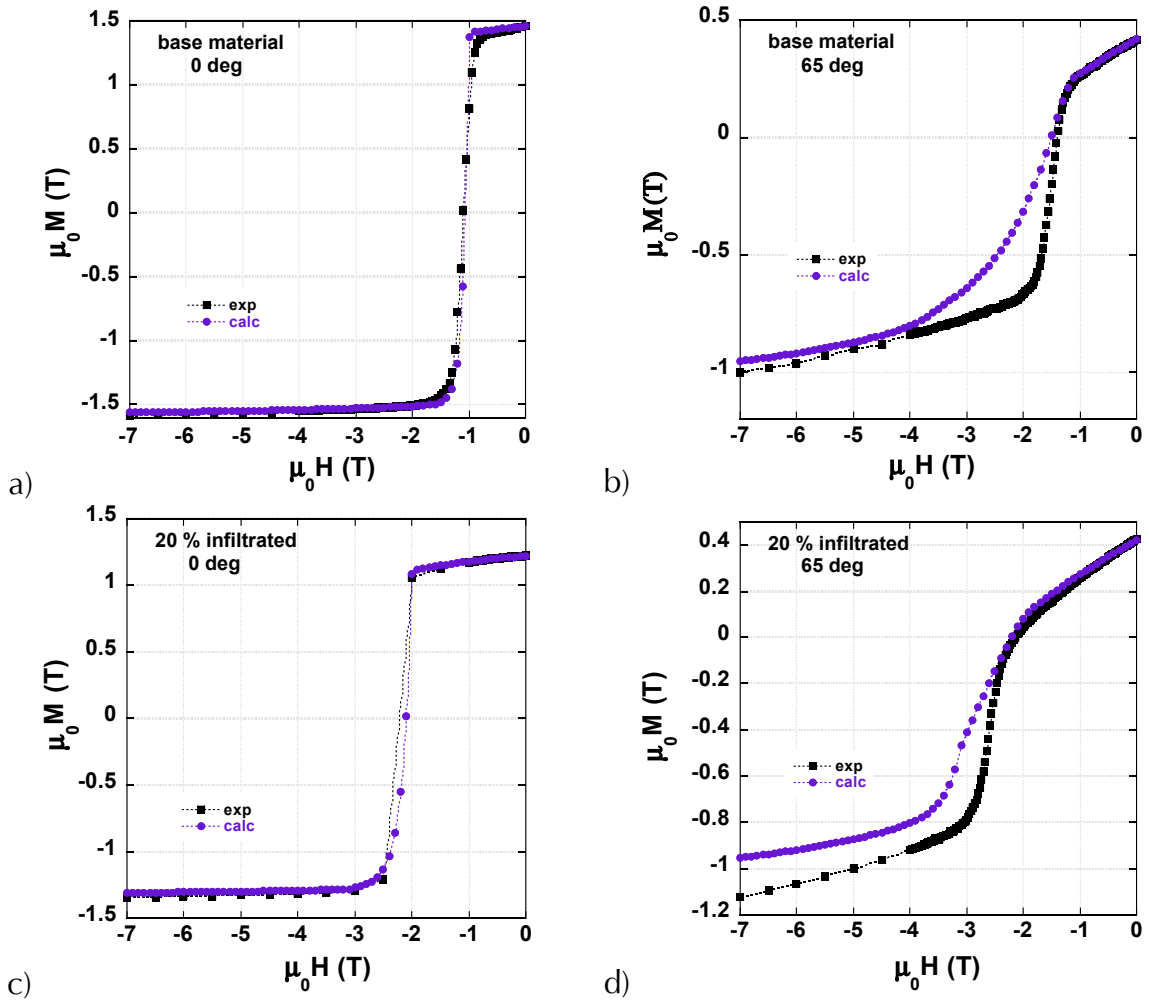 base material
0 deg
1.5
1
0.5
0
-0.5
-1
-1.5
μ0M (T)
exp
calc
-7 -6 -5 -4 -3 -2 -1 0
μ0H (T)
a)
base material
65 deg
0.5
0
-0.5
-1
μ0M(T)
exp
calc
-7 -6 -5 -4 -3 -2 -1 0
μ0H (T)
b)
20 % infiltrated
0 deg
1.5
1
0.5
0
-0.5
-1
-1.5
μ0M (T)
exp
calc
-7 -6 -5 -4 -3 -2 -1 0
μ0H (T)
c)
20 % infiltrated
65 deg
0.4
0.2
0
-0.2
-0.4
-0.6
-0.8
-1
-1.2
μ0M (T)
exp
calc
-7 -6 -5 -4 -3 -2 -1 0
μ0H (T)
d)